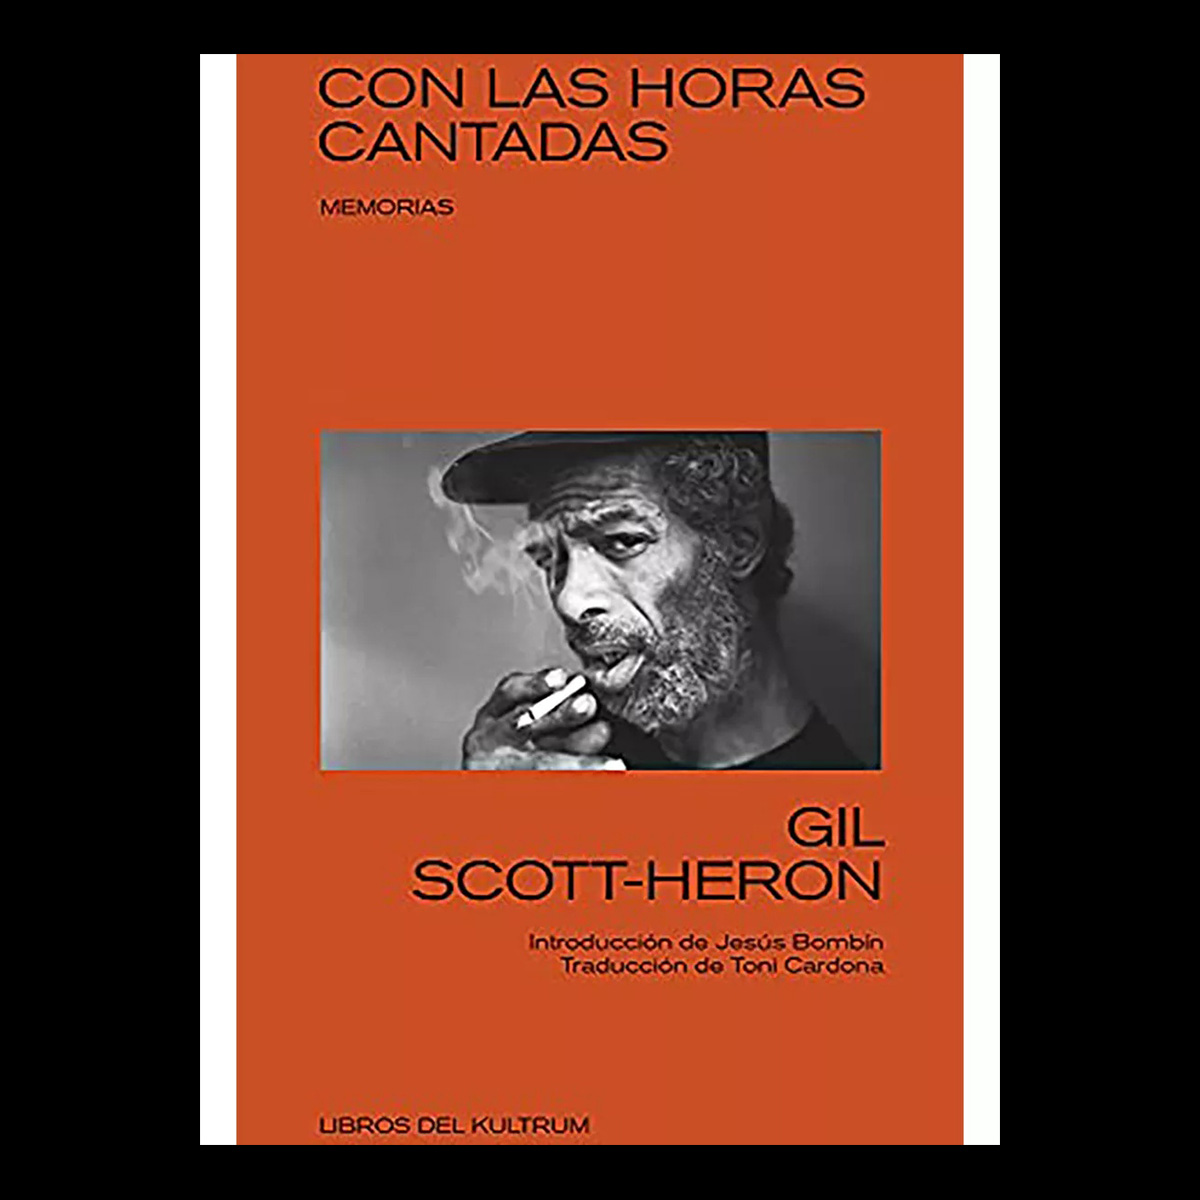 CON LAS HORAS
CANTADAS
MEMORIAS
GIL
SCOTT-HERON
Introducción de Jesús Bombín
Traducción de Toni Cardona
LIBROS DEL KULTRUM